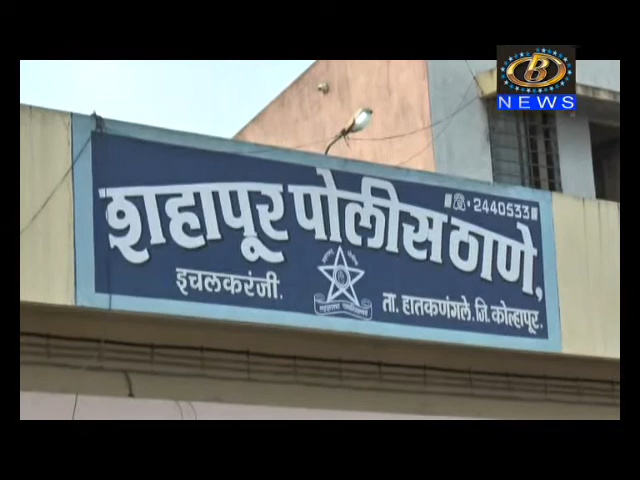 B
NEWS
☎: 2440533
शहापूर पोलीस ठाणे,
इचलकरंजी.
ता. हातकणंगले. जि. कोल्हापूर.